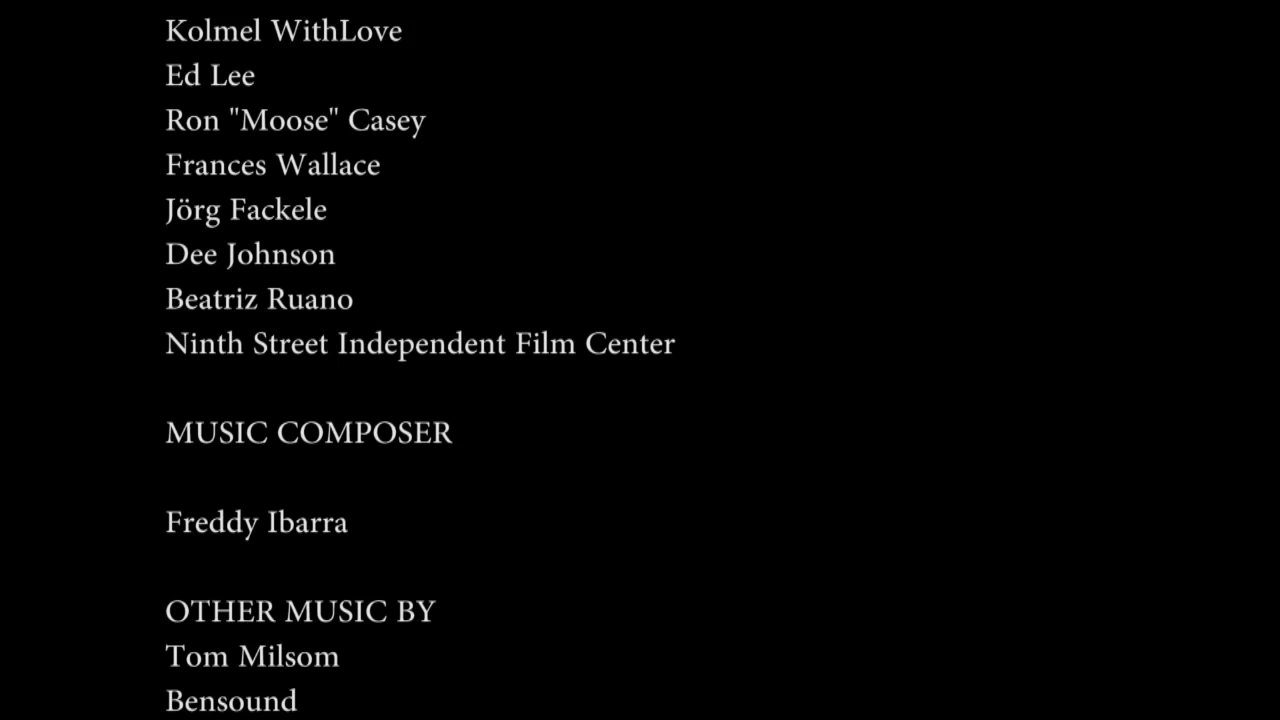 Kolmel WithLove
Ed Lee
Ron "Moose" Casey
Frances Wallace
Jörg Fackele
Dee Johnson
Beatriz Ruano
Ninth Street Independent Film Center
MUSIC COMPOSER
Freddy Ibarra
OTHER MUSIC BY
Tom Milsom
Bensound